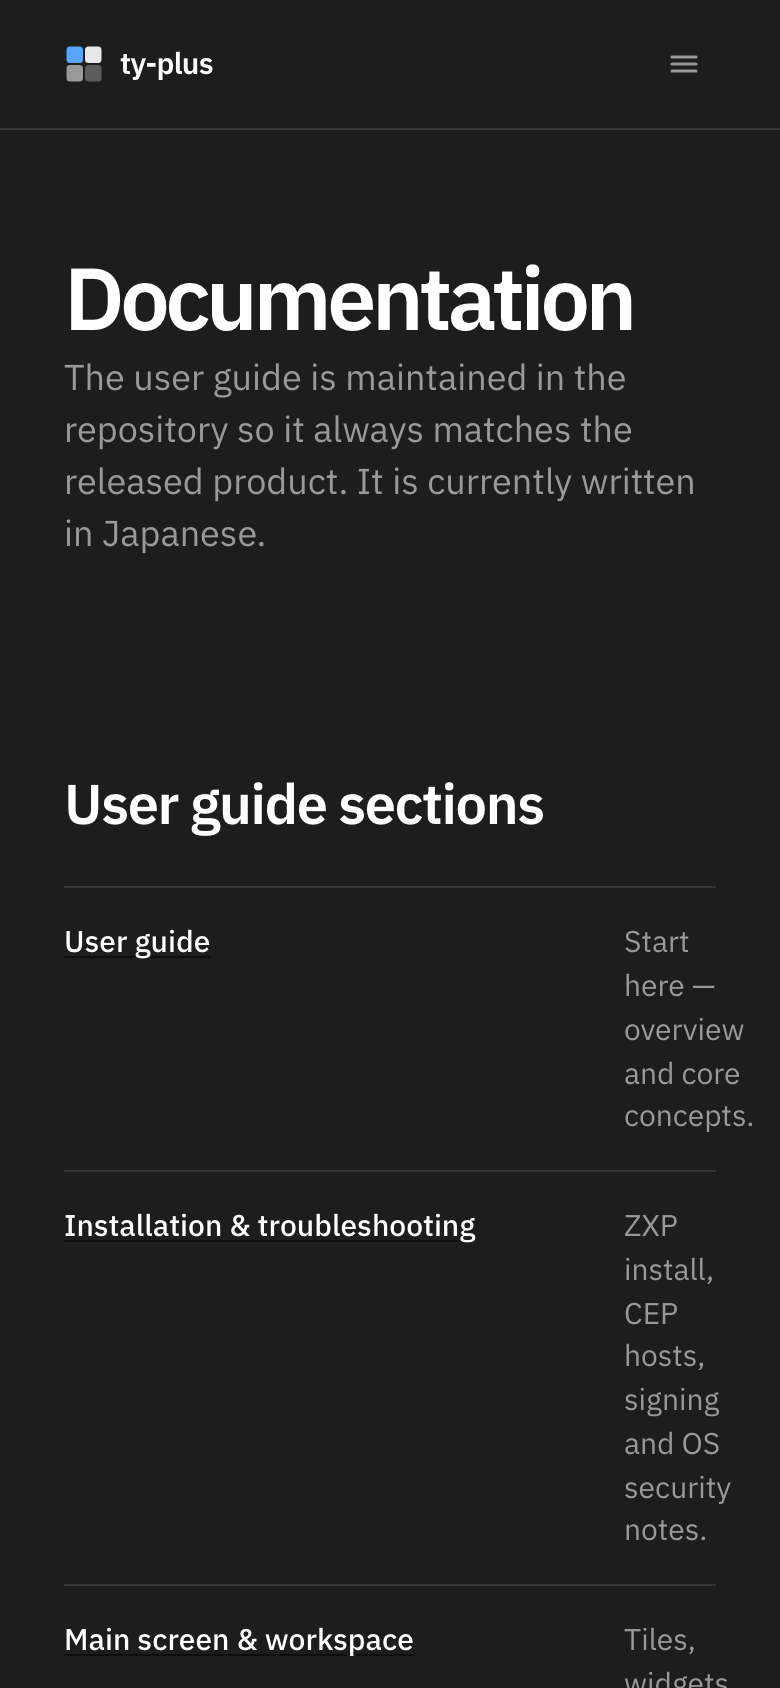 ty-plus
Documentation
The user guide is maintained in the
repository so it always matches the
released product. It is currently written
in Japanese.
User guide sections
User guide
Start
here —
overview
and core
concepts.
Installation & troubleshooting
ZXP
install,
CEP
hosts,
signing
and OS
security
notes.
Main screen & workspace
Tiles,
widgets